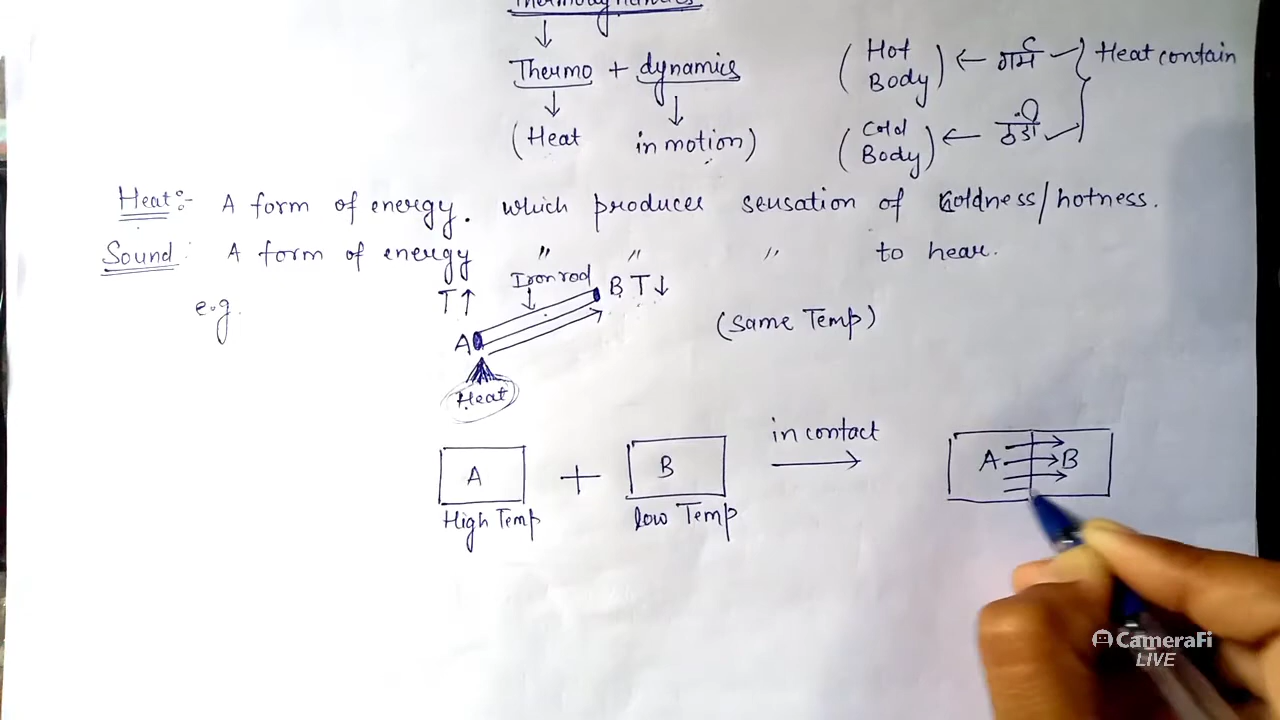 Thermodynamics
Thermo + dynamics
(Heat in motion)
(Hot Body) ← गर्म
(Cold Body) ← ठंडी
Heat contain
Heat:- A form of energy. which produces sensation of coldness/hotness.
Sound: A form of energy " " " to hear.
e.g.
T↑
Iron rod
B T↓
A
(Same Temp)
Heat
A + B in contact → A B
High Temp low Temp
CameraFi
LIVE